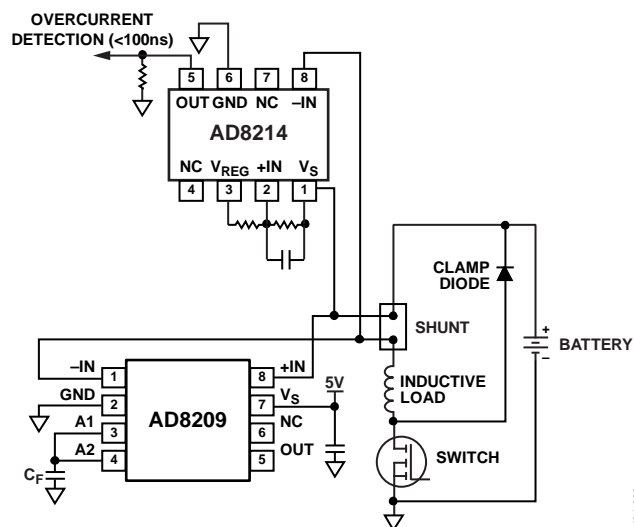 OVERCURRENT
DETECTION (<100ns)
5 6 7 8
OUT GND NC –IN
AD8214
NC VREG +IN VS
4 3 2 1
CLAMP
DIODE
SHUNT
+
BATTERY
–
INDUCTIVE
LOAD
SWITCH
–IN 1
GND 2
A1 3
A2 4
CF
AD8209
8 +IN
7 VS
6 NC
5 OUT
5V